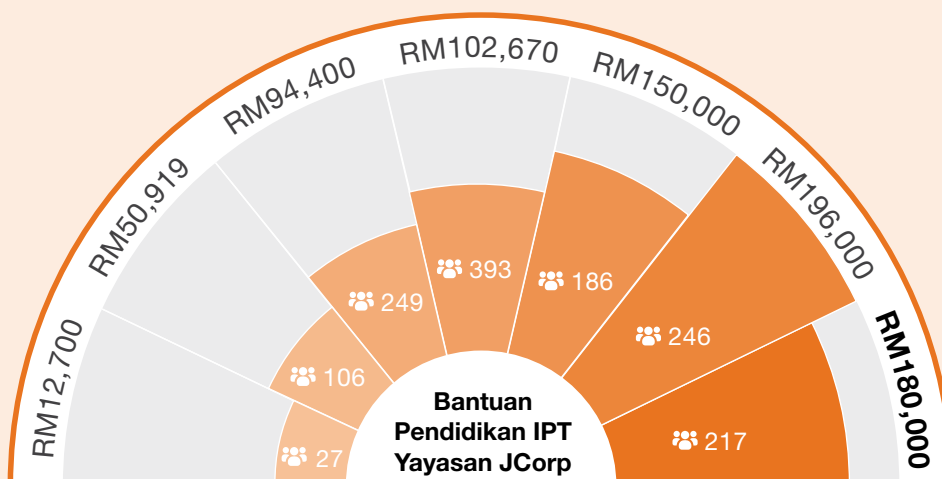 RM12,700
RM50,919
RM94,400
RM102,670
RM150,000
RM196,000
RM180,000
27
106
249
393
186
246
217
Bantuan
Pendidikan IPT
Yayasan JCorp